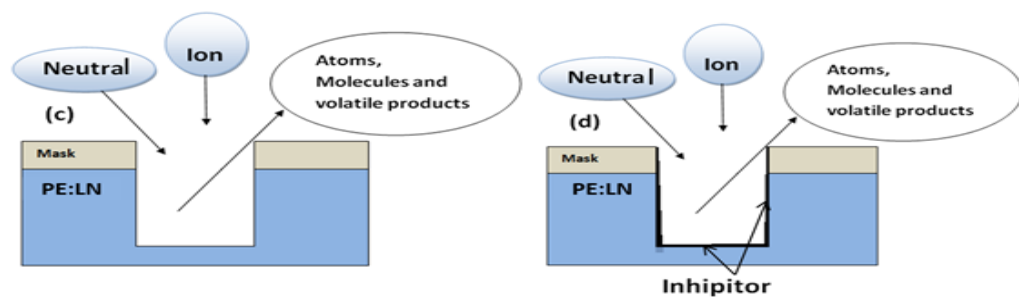 Neutral
Ion
Atoms,
Molecules and
volatile products
(c)
Mask
PE:LN
Neutral
Ion
Atoms,
Molecules and
volatile products
(d)
Mask
PE:LN
Inhipitor